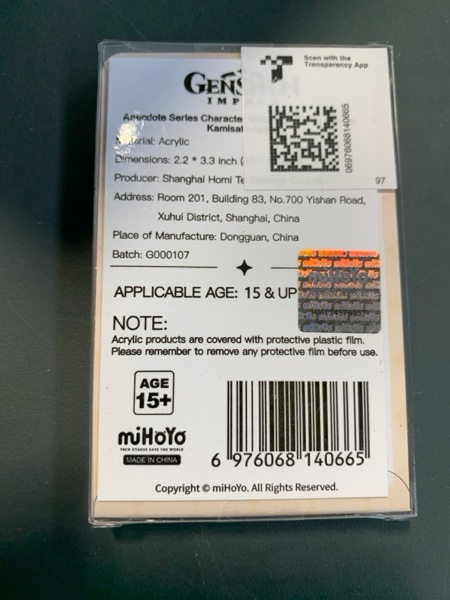 Scan with the
Transparency App
06976068140665
97
GENSHIN
IMPACT
Anecdote Series Character
Material: Acrylic
Dimensions: 2.2 * 3.3 inch
Producer: Shanghai Homi
Address: Room 201, Building 83, No.700 Yishan Road,
Xuhui District, Shanghai, China
Place of Manufacture: Dongguan, China
Batch: G000107
APPLICABLE AGE: 15 & UP
miHoYo
NOTE:
Acrylic products are covered with protective plastic film.
Please remember to remove any protective film before use.
AGE
15+
miHoYo
TECH OTAKUS SAVE THE WORLD
MADE IN CHINA
6 976068 140665
Copyright © miHoYo. All Rights Reserved.